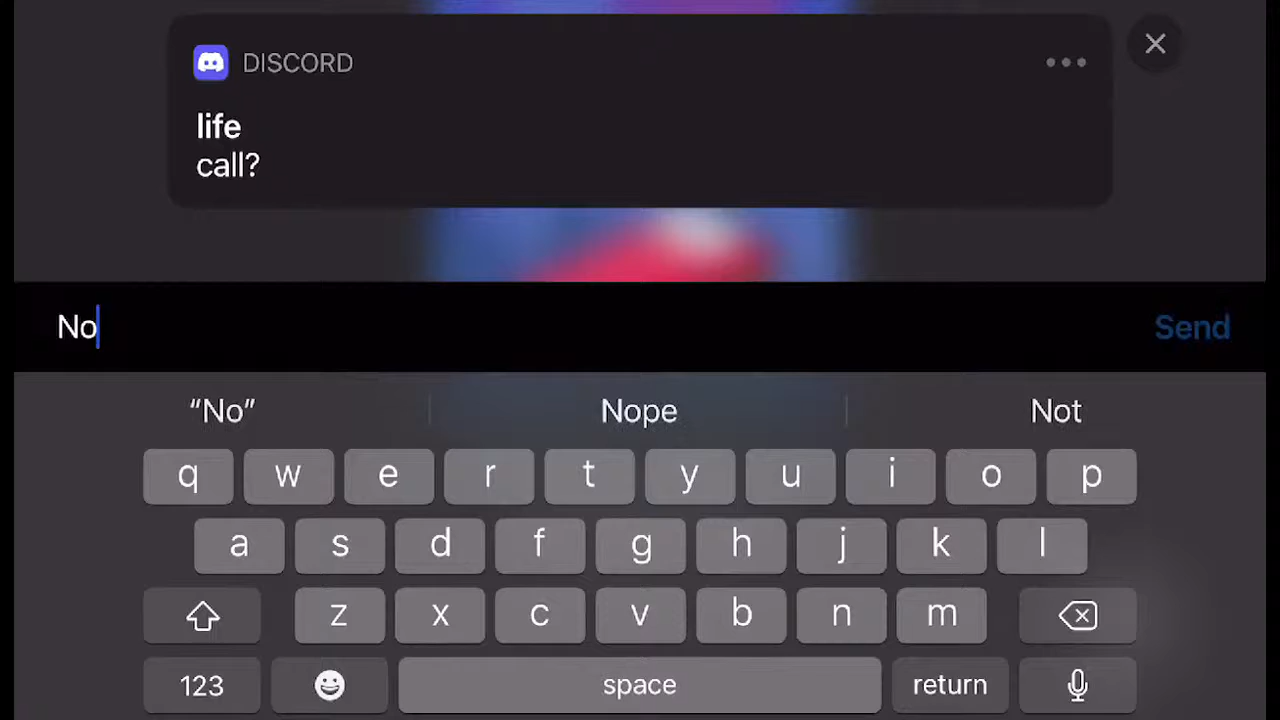 DISCORD
life
call?
No
Send
“No” Nope Not
q w e r t y u i o p
a s d f g h j k l
z x c v b n m
123 space return